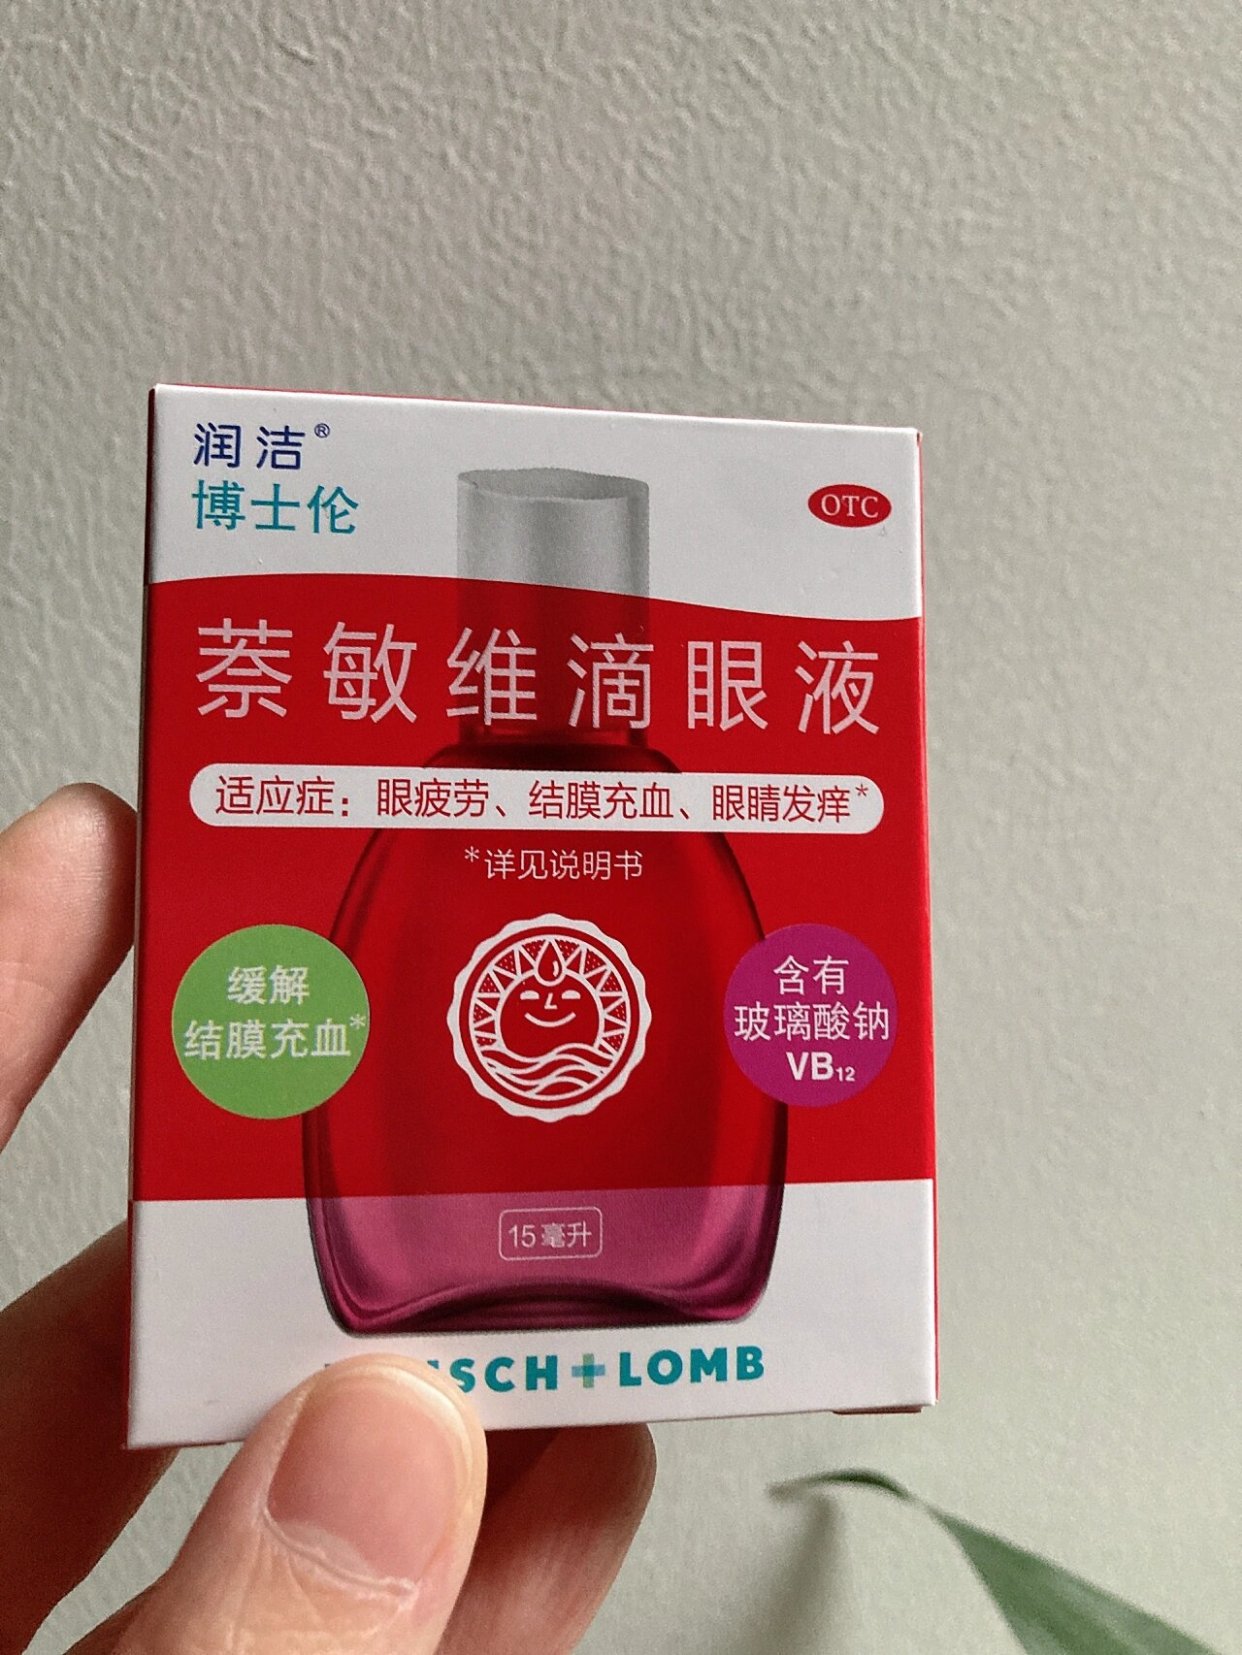 润洁®
博士伦
OTC
萘敏维滴眼液
适应症：眼疲劳、结膜充血、眼睛发痒*
*详见说明书
缓解
结膜充血*
含有
玻璃酸钠
VB₁₂
15毫升
SCH+LOMB